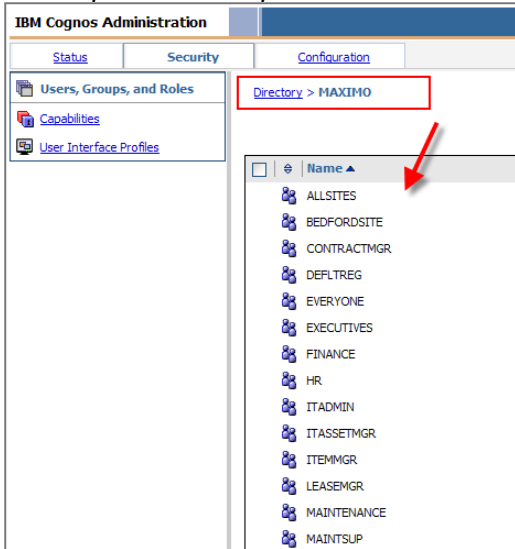 IBM Cognos Administration
Status Security Configuration
Users, Groups, and Roles
Capabilities
User Interface Profiles
Directory > MAXIMO
Name
ALLSITES
BEDFORDSITE
CONTRACTMGR
DEFLTREG
EVERYONE
EXECUTIVES
FINANCE
HR
ITADMIN
ITASSETMGR
ITEMMGR
LEASEMGR
MAINTENANCE
MAINTSUP